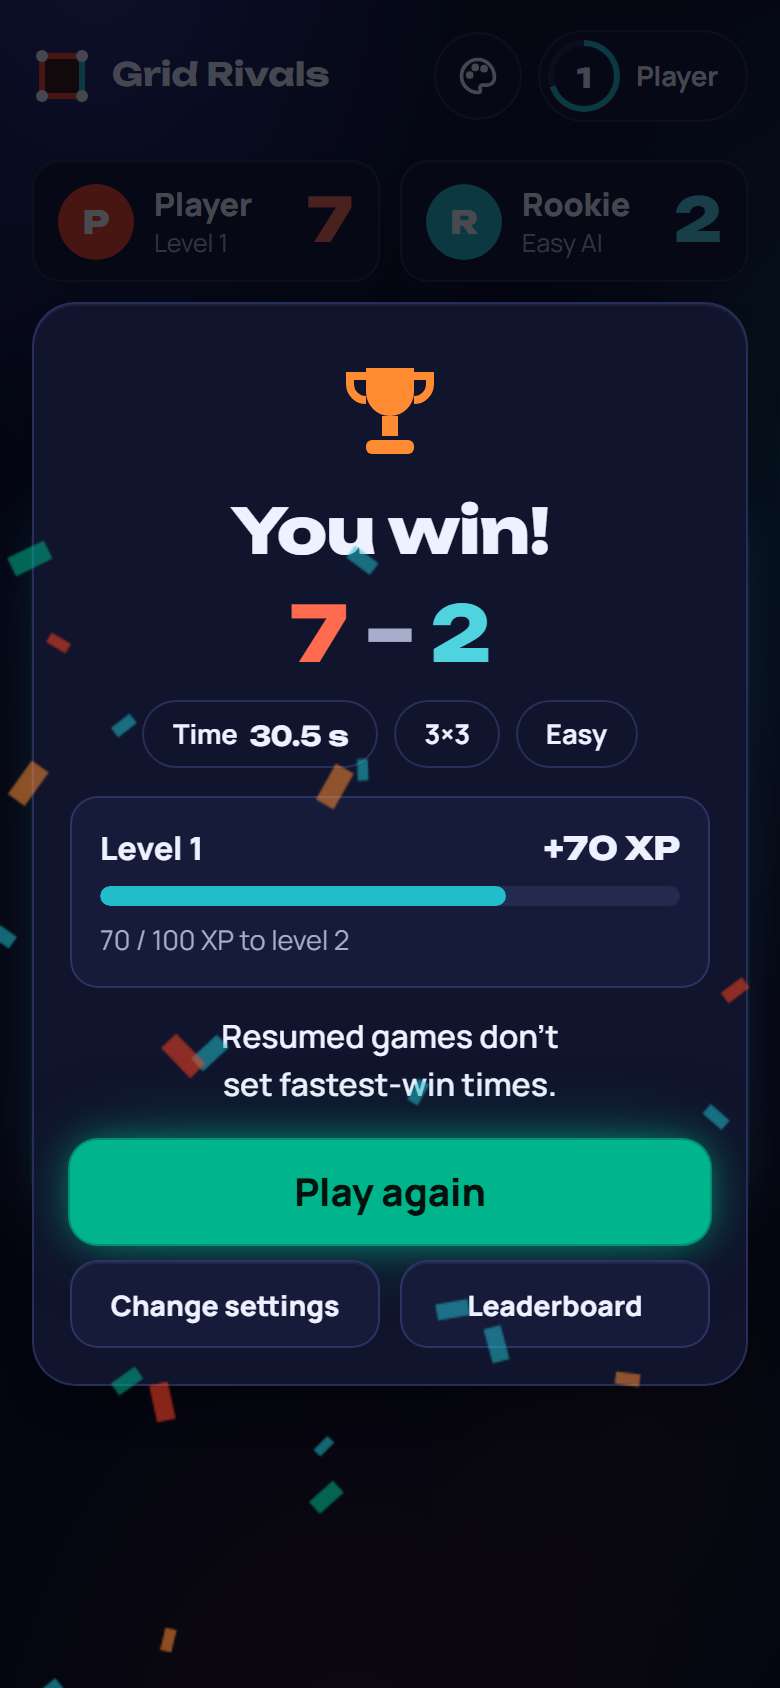 Grid Rivals
1 Player
P Player 7
Level 1
R Rookie 2
Easy AI
You win!
7 – 2
Time 30.5 s
3×3
Easy
Level 1 +70 XP
70 / 100 XP to level 2
Resumed games don’t
set fastest-win times.
Play again
Change settings
Leaderboard